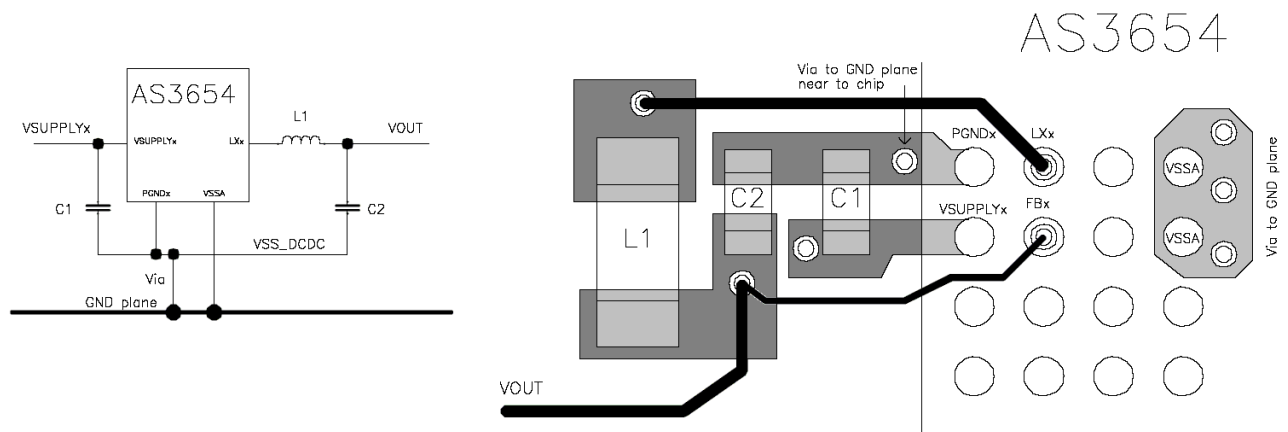 AS3654
VSUPPLYx
VSUPPLYx
LXx
L1
VOUT
PGNDx
VSSA
C1
C2
VSS_DCDC
Via
GND plane
AS3654
Via to GND plane
near to chip
PGNDx
LXx
VSSA
C2
C1
L1
VSUPPLYx
FBx
VSSA
Via to GND plane
VOUT